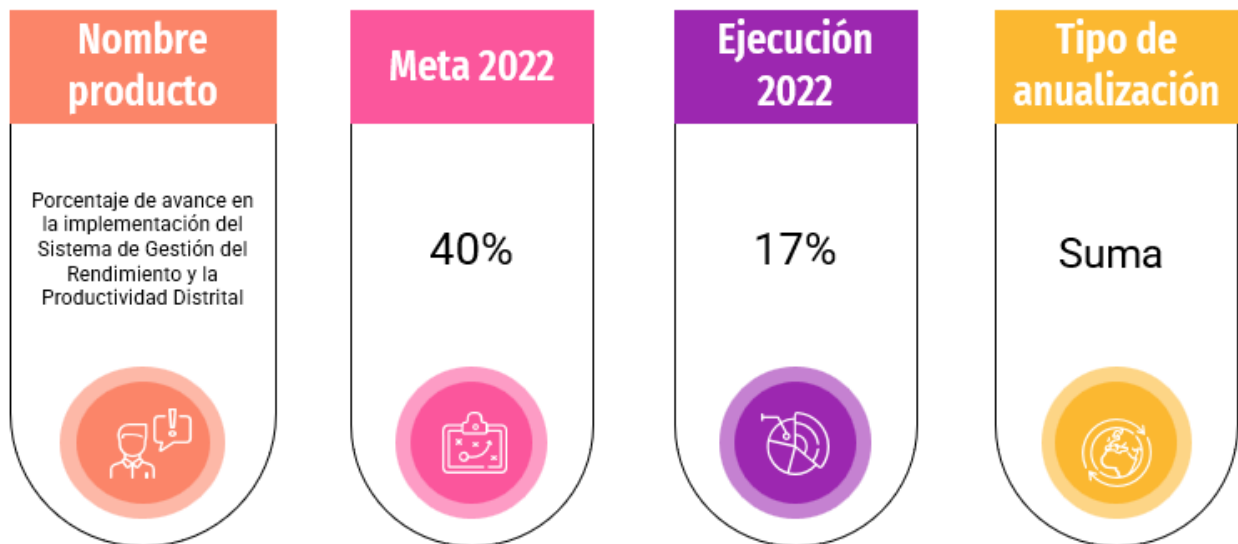 Nombre
producto
Meta 2022
Ejecución
2022
Tipo de
anualización
Porcentaje de avance en
la implementación del
Sistema de Gestión del
Rendimiento y la
Productividad Distrital
40%
17%
Suma